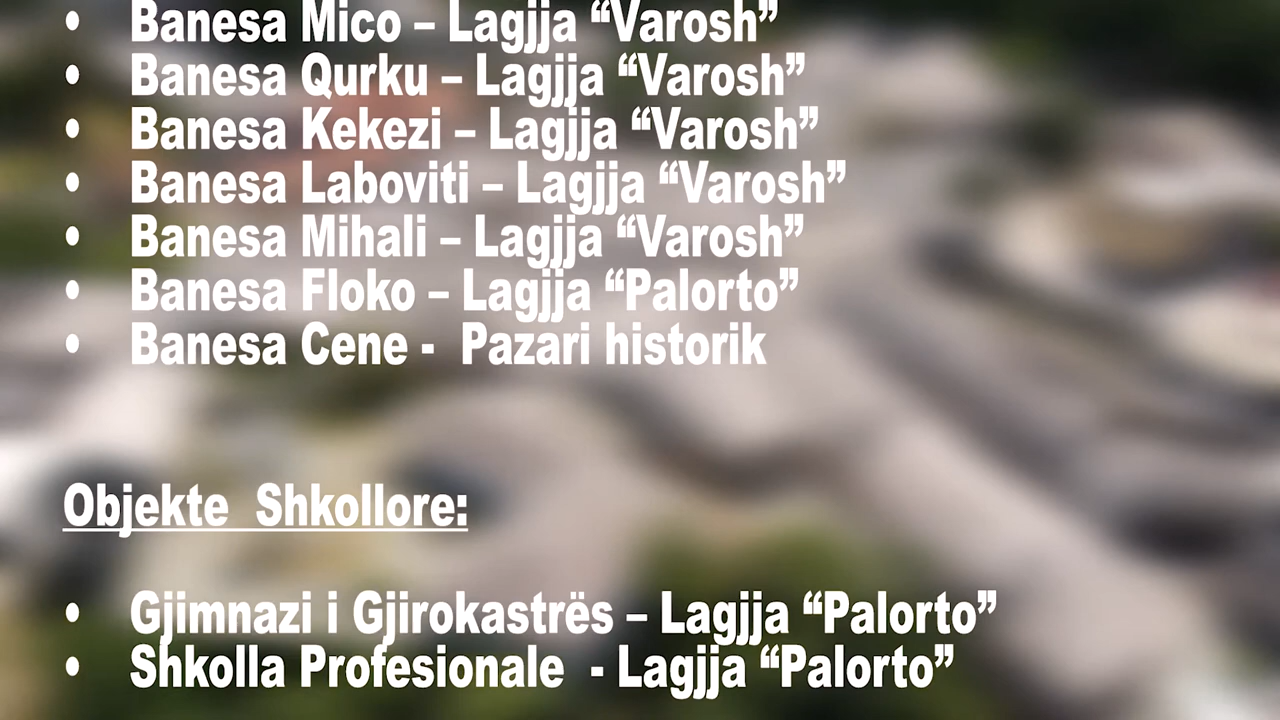 • Banesa Mico – Lagjja “Varosh”
• Banesa Qurku – Lagjja “Varosh”
• Banesa Kekezi – Lagjja “Varosh”
• Banesa Laboviti – Lagjja “Varosh”
• Banesa Mihali – Lagjja “Varosh”
• Banesa Floko – Lagjja “Palorto”
• Banesa Cene - Pazari historik
Objekte Shkollore:
• Gjimnazi i Gjirokastrës – Lagjja “Palorto”
• Shkolla Profesionale - Lagjja “Palorto”